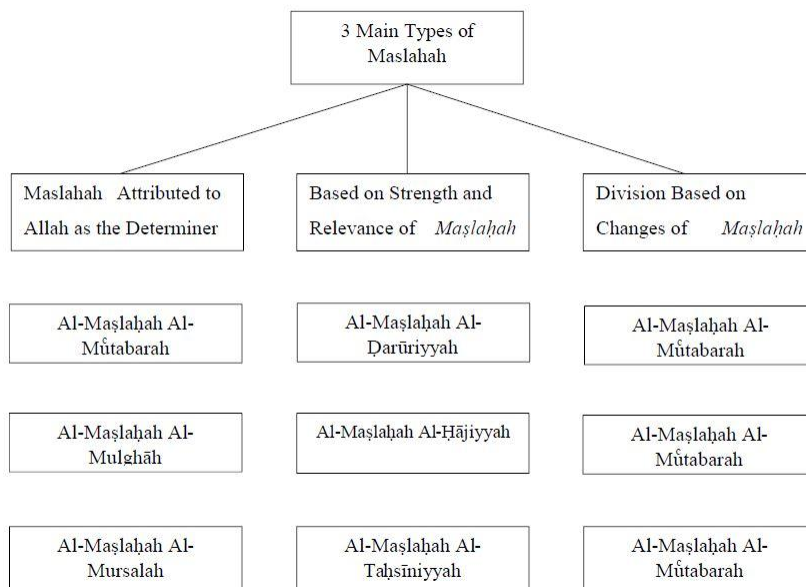 3 Main Types of
Maslahah
Maslahah Attributed to
Allah as the Determiner
Based on Strength and
Relevance of Maṣlaḥah
Division Based on
Changes of Maṣlaḥah
Al-Maṣlaḥah Al-
Mu̒tabarah
Al-Maṣlaḥah Al-
Ḍarūriyyah
Al-Maṣlaḥah Al-
Mu̒tabarah
Al-Maṣlaḥah Al-
Mulghāh
Al-Maṣlaḥah Al-Ḥājiyyah
Al-Maṣlaḥah Al-
Mu̒tabarah
Al-Maṣlaḥah Al-
Mursalah
Al-Maṣlaḥah Al-
Taḥsīniyyah
Al-Maṣlaḥah Al-
Mu̒tabarah